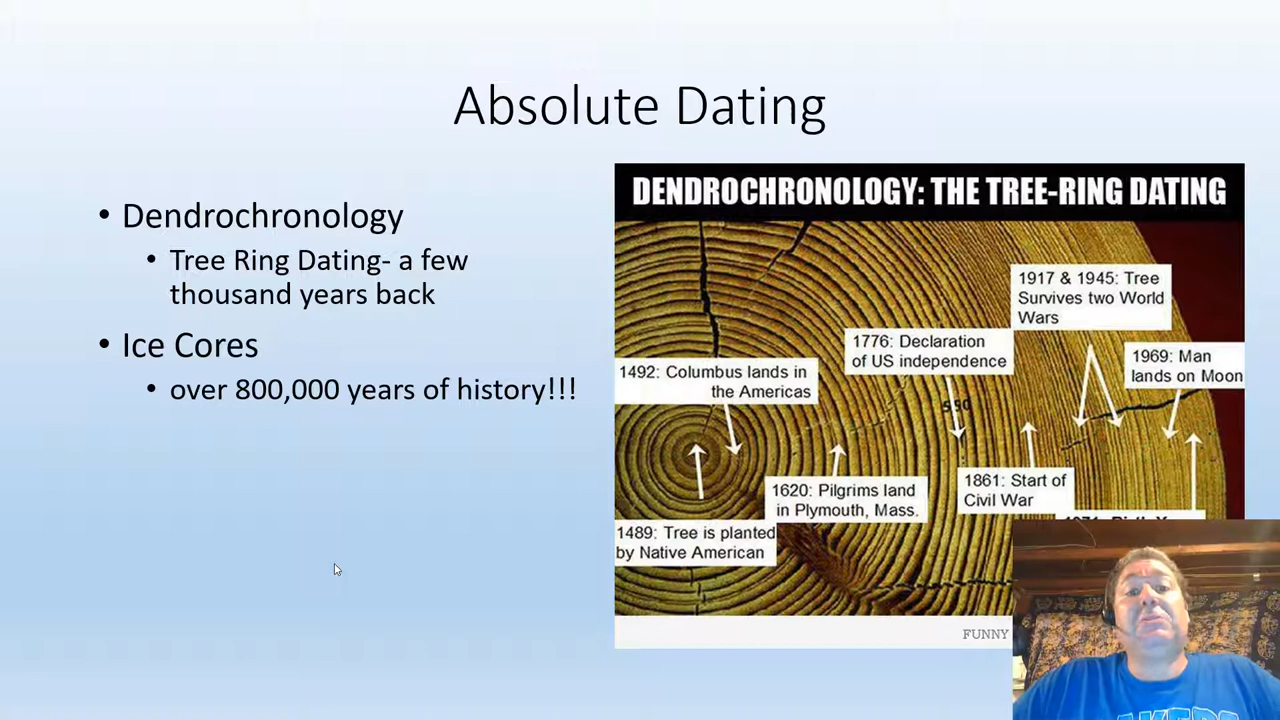 Absolute Dating
• Dendrochronology
• Tree Ring Dating- a few
thousand years back
• Ice Cores
• over 800,000 years of history!!!
DENDROCHRONOLOGY: THE TREE-RING DATING
1917 & 1945: Tree
Survives two World
Wars
1776: Declaration
of US independence
1969: Man
lands on Moon
1492: Columbus lands in
the Americas
1861: Start of
Civil War
1620: Pilgrims land
in Plymouth, Mass.
1489: Tree is planted
by Native American
FUNNY